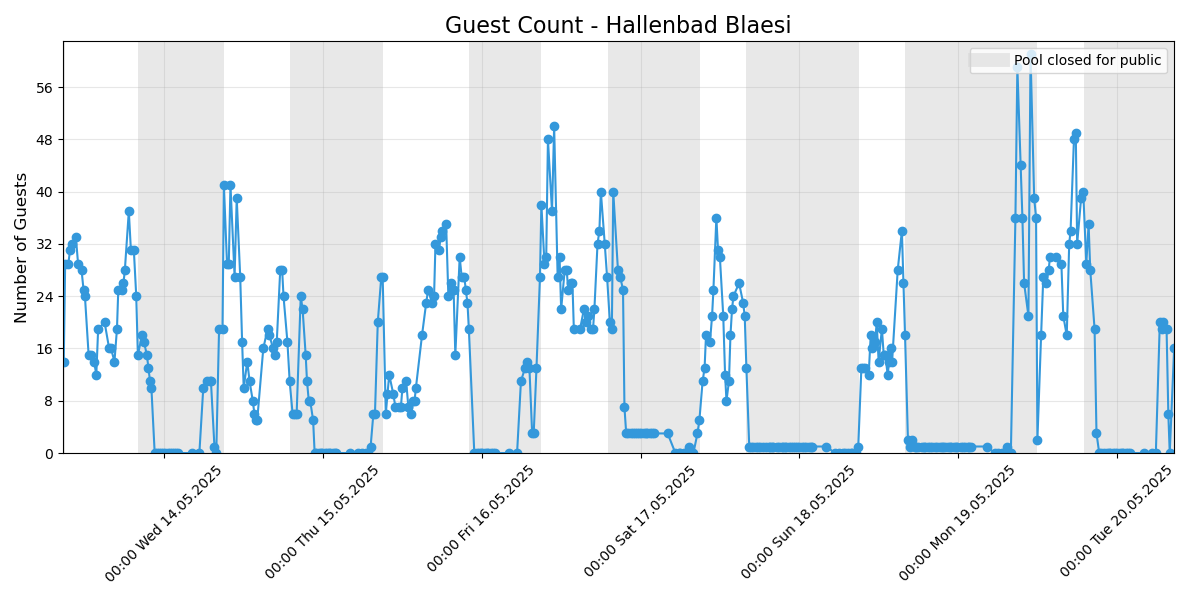 Guest Count - Hallenbad Blaesi
Pool closed for public
Number of Guests
56
48
40
32
24
16
8
0
00:00 Wed 14.05.2025
00:00 Thu 15.05.2025
00:00 Fri 16.05.2025
00:00 Sat 17.05.2025
00:00 Sun 18.05.2025
00:00 Mon 19.05.2025
00:00 Tue 20.05.2025